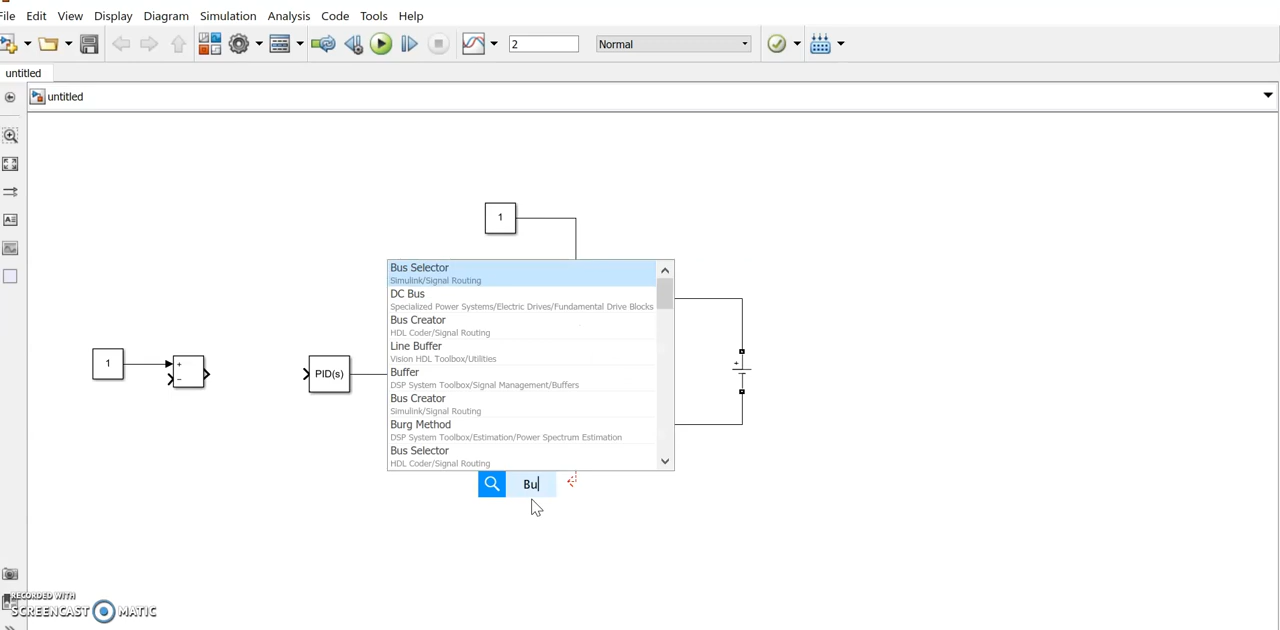 File Edit View Display Diagram Simulation Analysis Code Tools Help
2 Normal
untitled
untitled
1
Bus Selector
Simulink/Signal Routing
DC Bus
Specialized Power Systems/Electric Drives/Fundamental Drive Blocks
Bus Creator
HDL Coder/Signal Routing
Line Buffer
Vision HDL Toolbox/Utilities
Buffer
DSP System Toolbox/Signal Management/Buffers
Bus Creator
Simulink/Signal Routing
Burg Method
DSP System Toolbox/Estimation/Power Spectrum Estimation
Bus Selector
HDL Coder/Signal Routing
1
+
−
PID(s)
+
Bu
RECORDED WITH
SCREENCAST MATIC